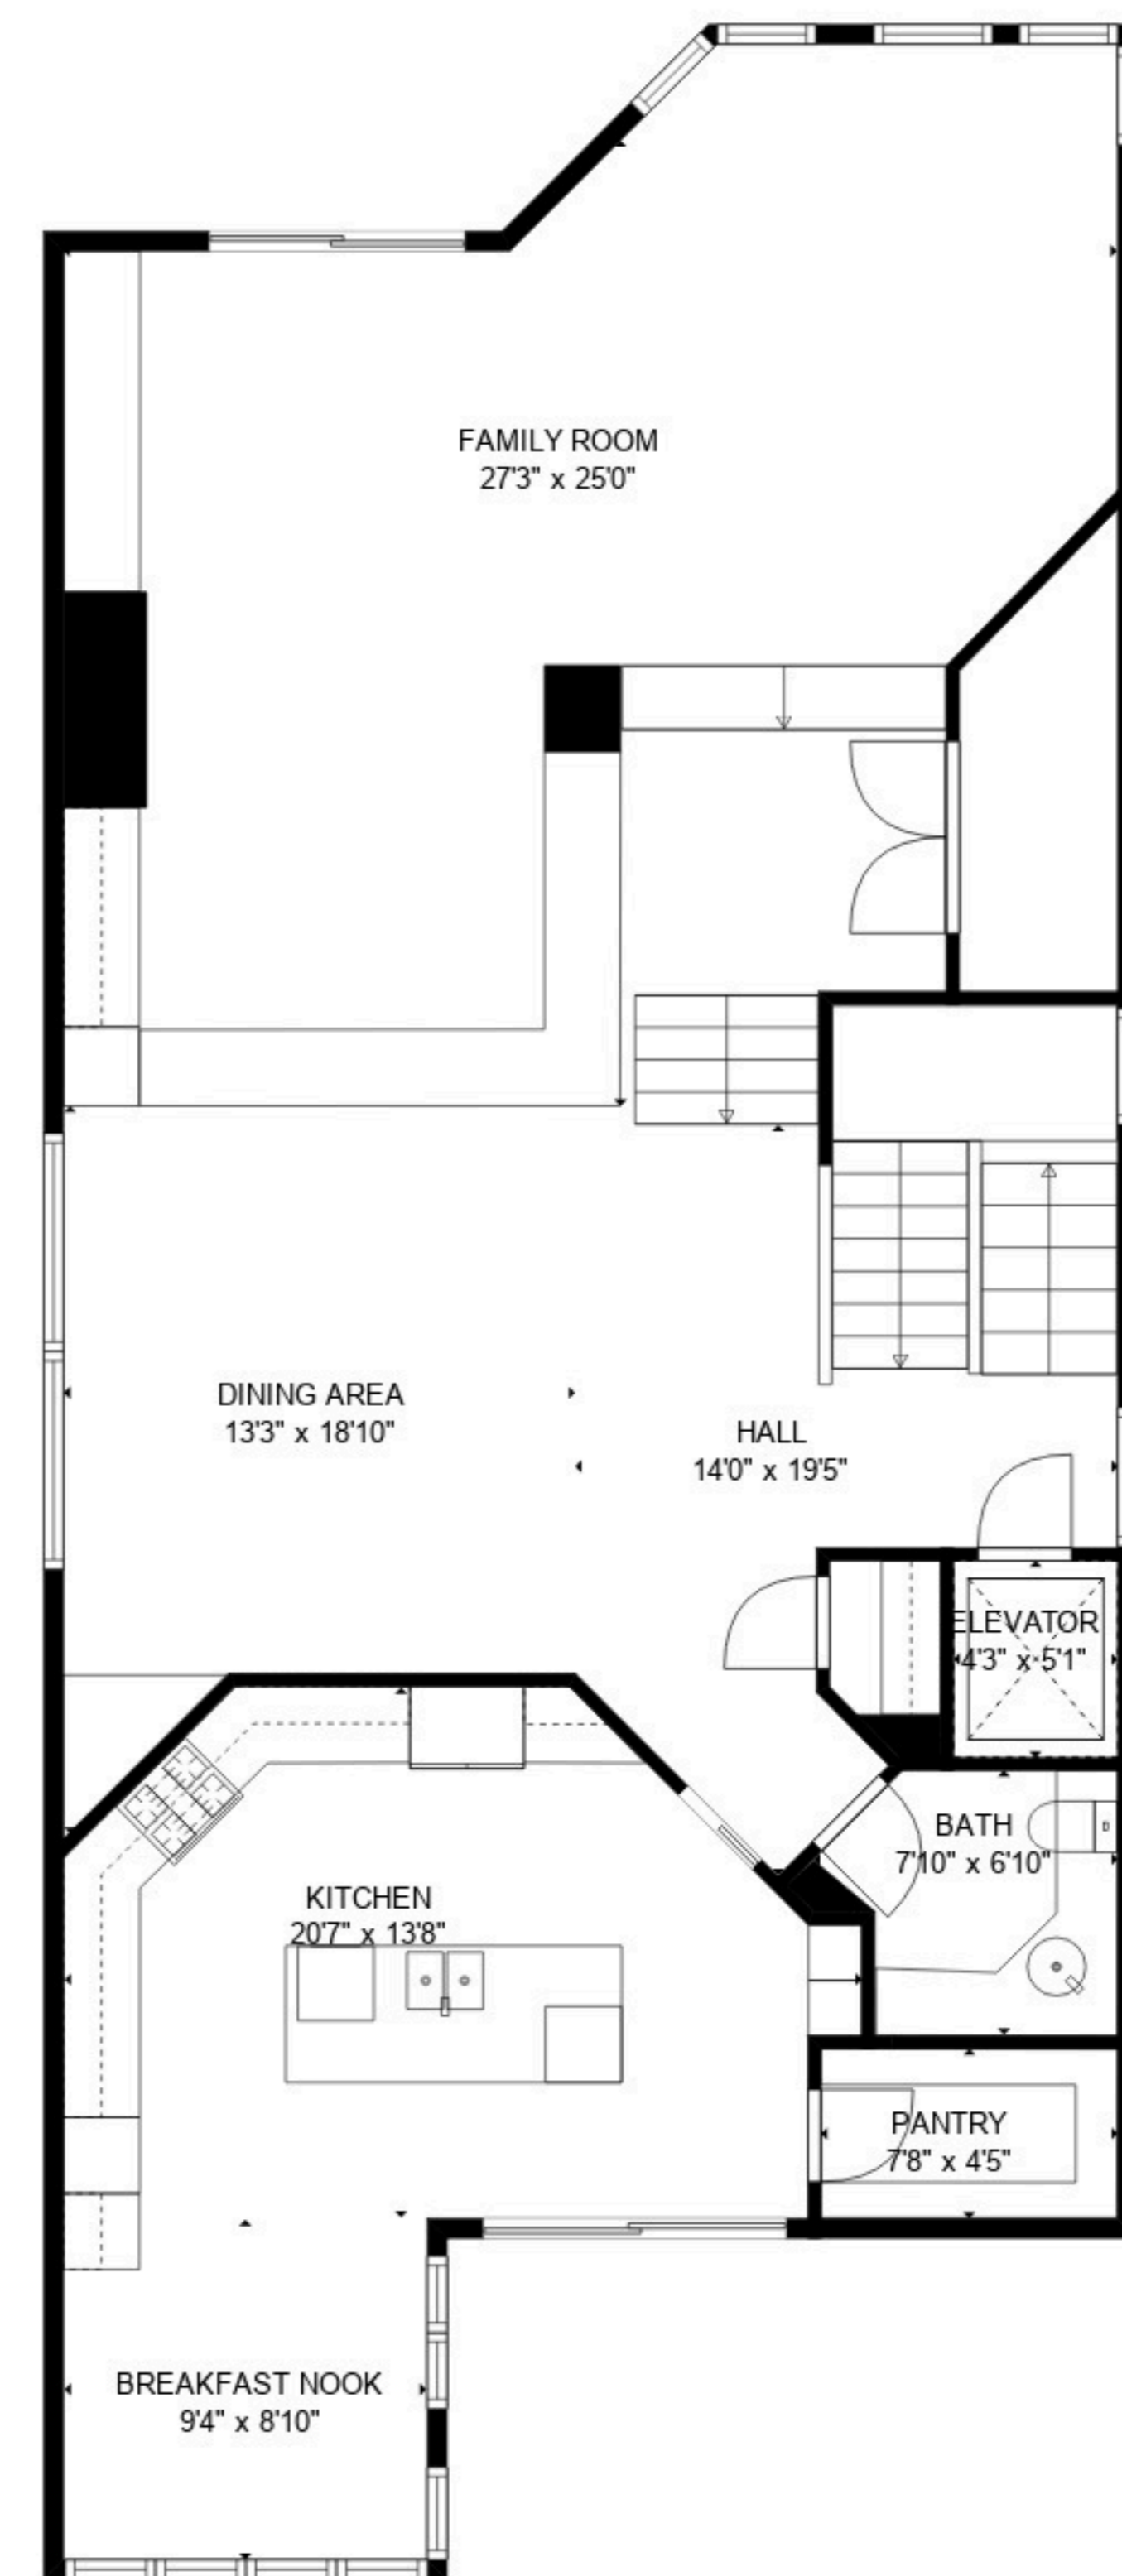 FAMILY ROOM
27'3" x 25'0"
DINING AREA
13'3" x 18'10"
HALL
14'0" x 19'5"
ELEVATOR
4'3" x 5'1"
BATH
7'10" x 6'10"
KITCHEN
20'7" x 13'8"
PANTRY
7'8" x 4'5"
BREAKFAST NOOK
9'4" x 8'10"